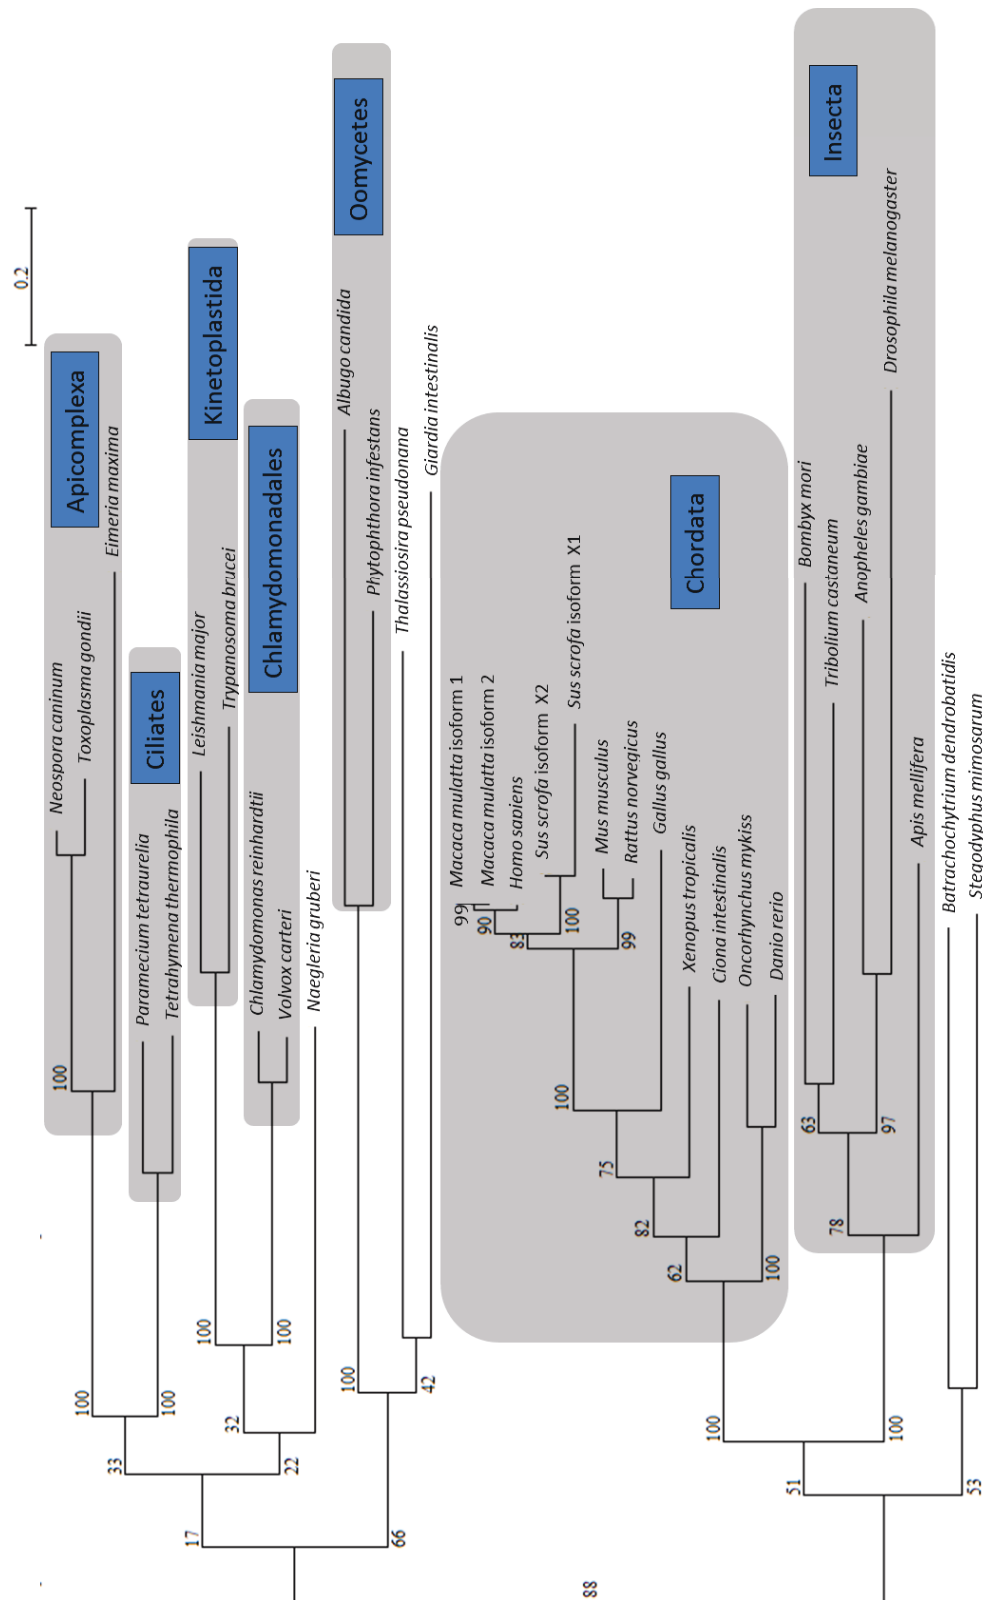 0.2
Apicomplexa
Neospora caninum
Toxoplasma gondii
Eimeria maxima
100
Ciliates
Paramecium tetraurelia
Tetrahymena thermophila
100
100
33
Kinetoplastida
Leishmania major
Trypanosoma brucei
100
Chlamydomonadales
Chlamydomonas reinhardtii
Volvox carteri
100
Naegleria gruberi
32
22
17
Oomycetes
Albugo candida
Phytophthora infestans
100
Thalassiosira pseudonana
Giardia intestinalis
42
66
Chordata
Macaca mulatta isoform 1
Macaca mulatta isoform 2
Homo sapiens
Sus scrofa isoform X2
Sus scrofa isoform X1
Mus musculus
Rattus norvegicus
Gallus gallus
Xenopus tropicalis
Ciona intestinalis
Oncorhynchus mykiss
Danio rerio
99
90
83
100
99
100
75
82
62
100
100
Insecta
Bombyx mori
Tribolium castaneum
Anopheles gambiae
Drosophila melanogaster
Apis mellifera
63
97
78
100
51
Batrachochytrium dendrobatidis
Stegodyphus mimosarum
53
88